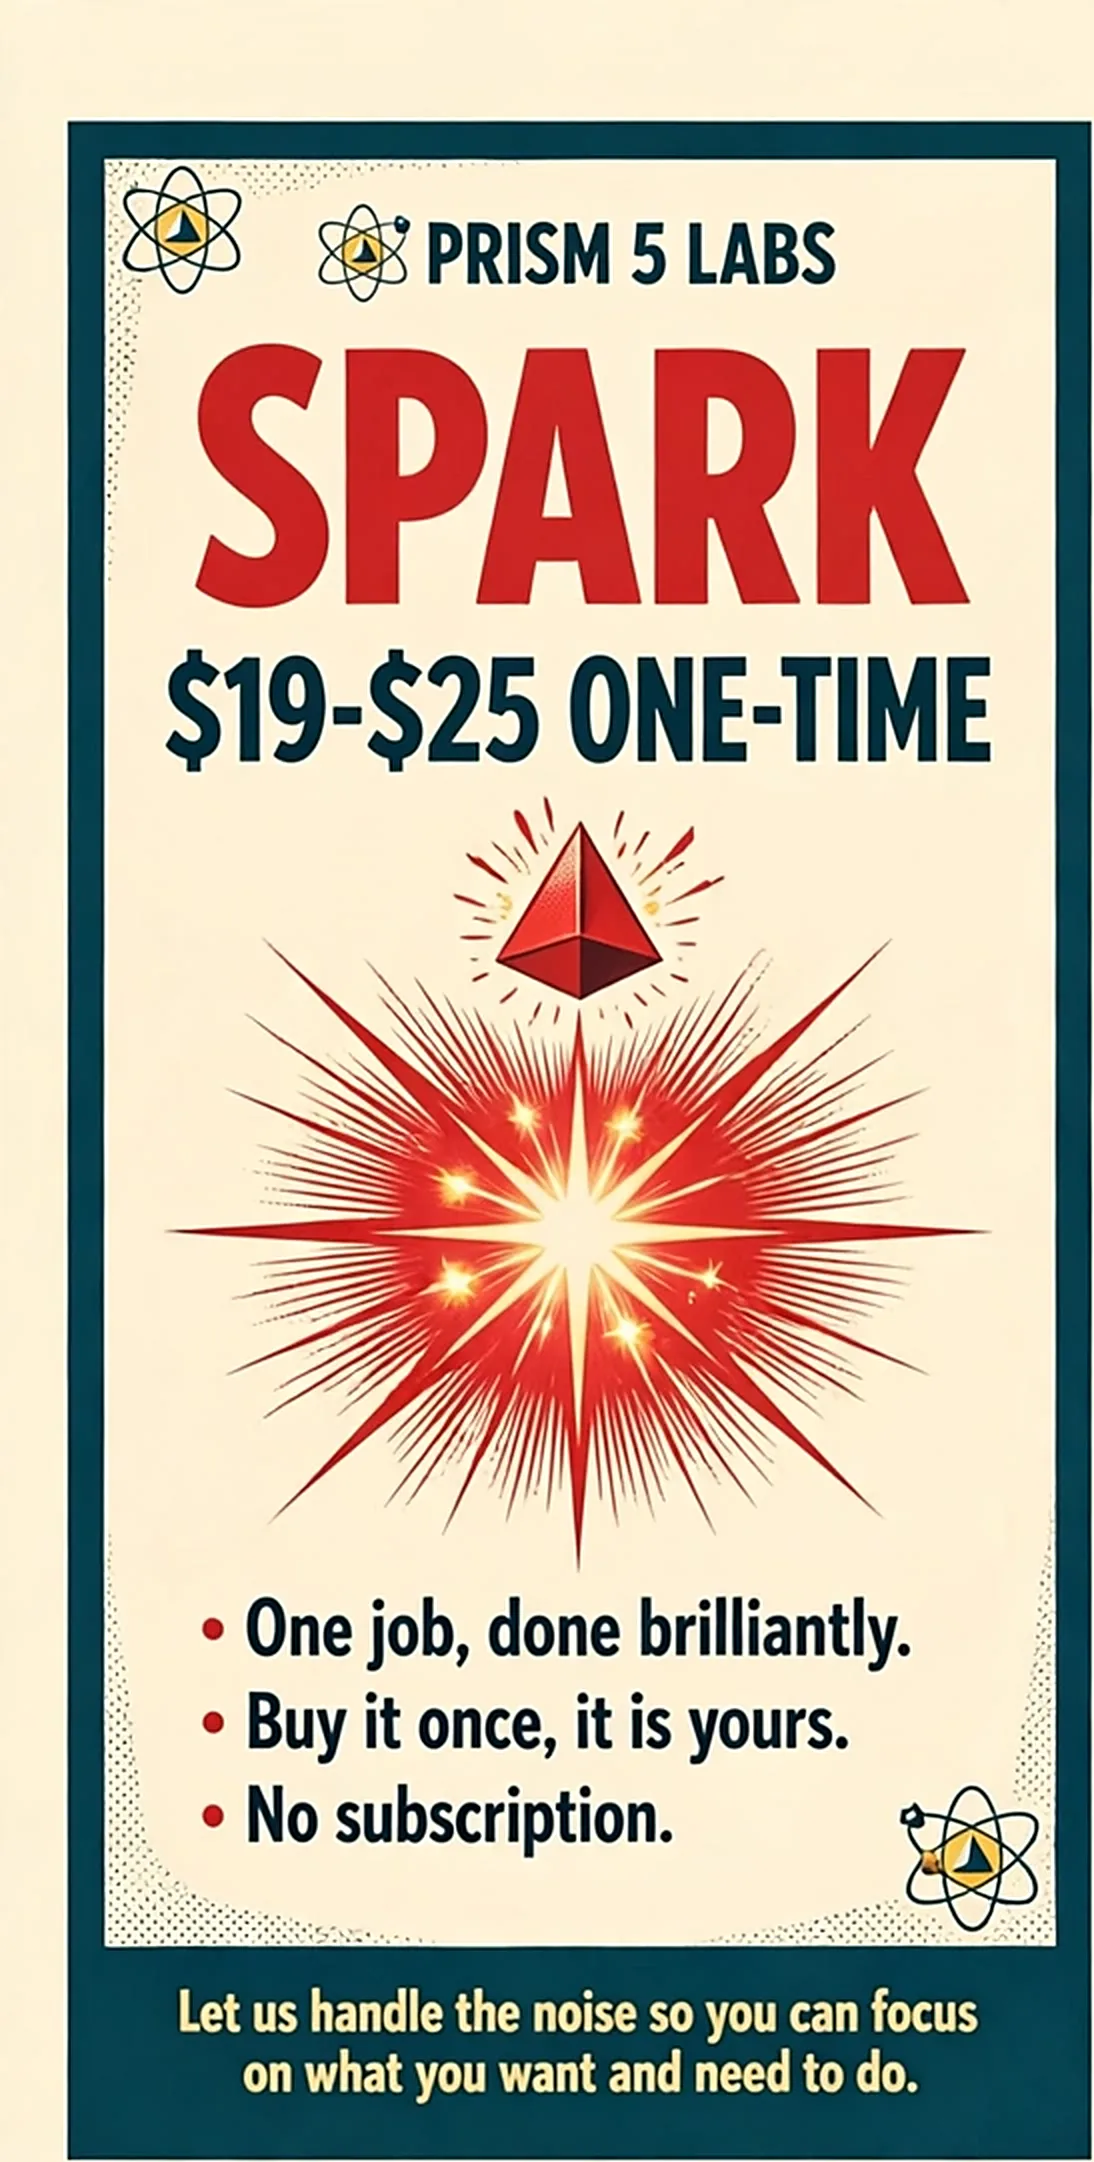 PRISM 5 LABS
SPARK
$19-$25 ONE-TIME
• One job, done brilliantly.
• Buy it once, it is yours.
• No subscription.
Let us handle the noise so you can focus
on what you want and need to do.